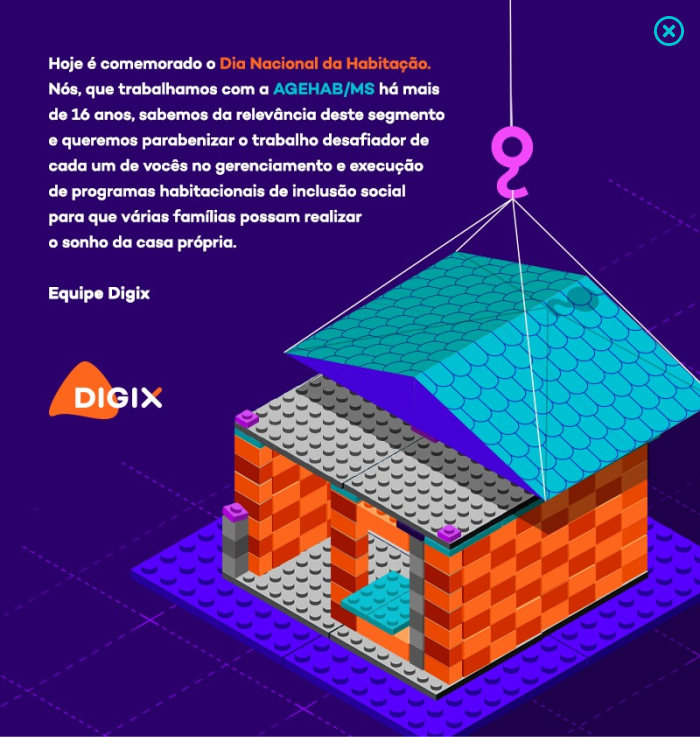 Hoje é comemorado o Dia Nacional da Habitação.
Nós, que trabalhamos com a AGEHAB/MS há mais
de 16 anos, sabemos da relevância deste segmento
e queremos parabenizar o trabalho desafiador de
cada um de vocês no gerenciamento e execução
de programas habitacionais de inclusão social
para que várias famílias possam realizar
o sonho da casa própria.
Equipe Digix
DIGIX